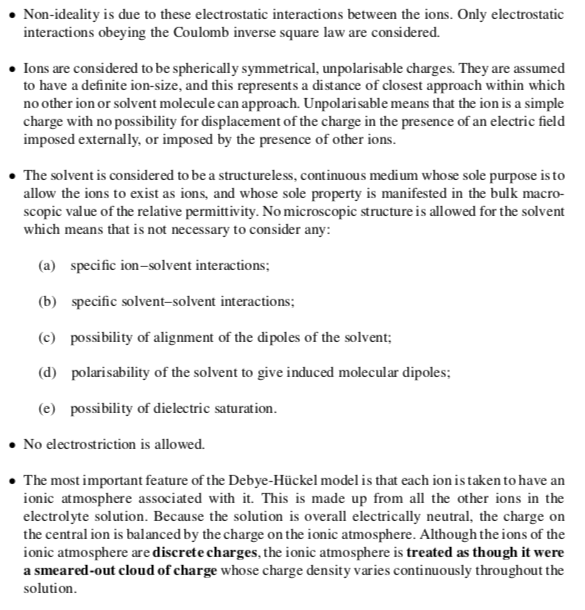 • Non-ideality is due to these electrostatic interactions between the ions. Only electrostatic
interactions obeying the Coulomb inverse square law are considered.
• Ions are considered to be spherically symmetrical, unpolarisable charges. They are assumed
to have a definite ion-size, and this represents a distance of closest approach within which
no other ion or solvent molecule can approach. Unpolarisable means that the ion is a simple
charge with no possibility for displacement of the charge in the presence of an electric field
imposed externally, or imposed by the presence of other ions.
• The solvent is considered to be a structureless, continuous medium whose sole purpose is to
allow the ions to exist as ions, and whose sole property is manifested in the bulk macro-
scopic value of the relative permittivity. No microscopic structure is allowed for the solvent
which means that is not necessary to consider any:
(a) specific ion–solvent interactions;
(b) specific solvent–solvent interactions;
(c) possibility of alignment of the dipoles of the solvent;
(d) polarisability of the solvent to give induced molecular dipoles;
(e) possibility of dielectric saturation.
• No electrostriction is allowed.
• The most important feature of the Debye-Hückel model is that each ion is taken to have an
ionic atmosphere associated with it. This is made up from all the other ions in the
electrolyte solution. Because the solution is overall electrically neutral, the charge on
the central ion is balanced by the charge on the ionic atmosphere. Although the ions of the
ionic atmosphere are discrete charges, the ionic atmosphere is treated as though it were
a smeared-out cloud of charge whose charge density varies continuously throughout the
solution.